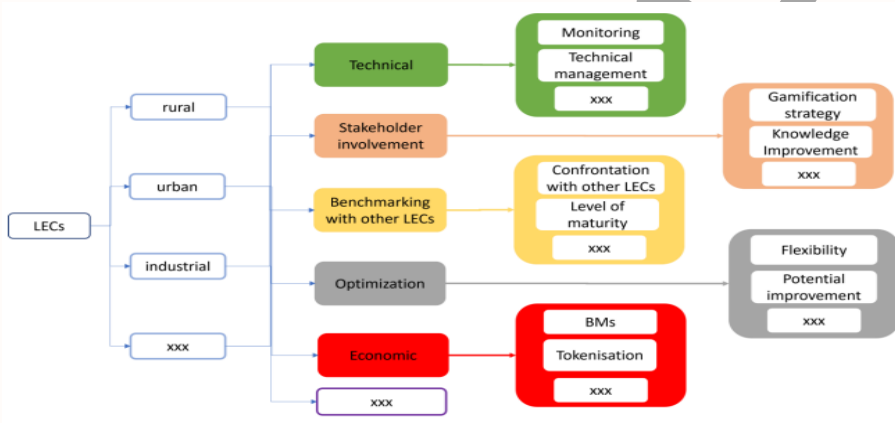 LECs
rural
urban
industrial
xxx
Technical
Stakeholder
involvement
Benchmarking
with other LECs
Optimization
Economic
xxx
Monitoring
Technical
management
xxx
Gamification
strategy
Knowledge
Improvement
xxx
Confrontation
with other LECs
Level of
maturity
xxx
Flexibility
Potential
improvement
xxx
BMs
Tokenisation
xxx